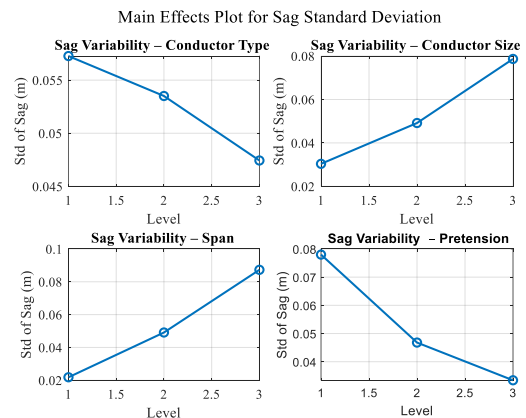 Main Effects Plot for Sag Standard Deviation
Sag Variability – Conductor Type
Std of Sag (m)
0.055
0.05
0.045
1 1.5 2 2.5 3
Level
Sag Variability – Conductor Size
Std of Sag (m)
0.08
0.06
0.04
0.02
1 1.5 2 2.5 3
Level
Sag Variability – Span
Std of Sag (m)
0.1
0.08
0.06
0.04
0.02
1 1.5 2 2.5 3
Level
Sag Variability – Pretension
Std of Sag (m)
0.08
0.07
0.06
0.05
0.04
1 1.5 2 2.5 3
Level